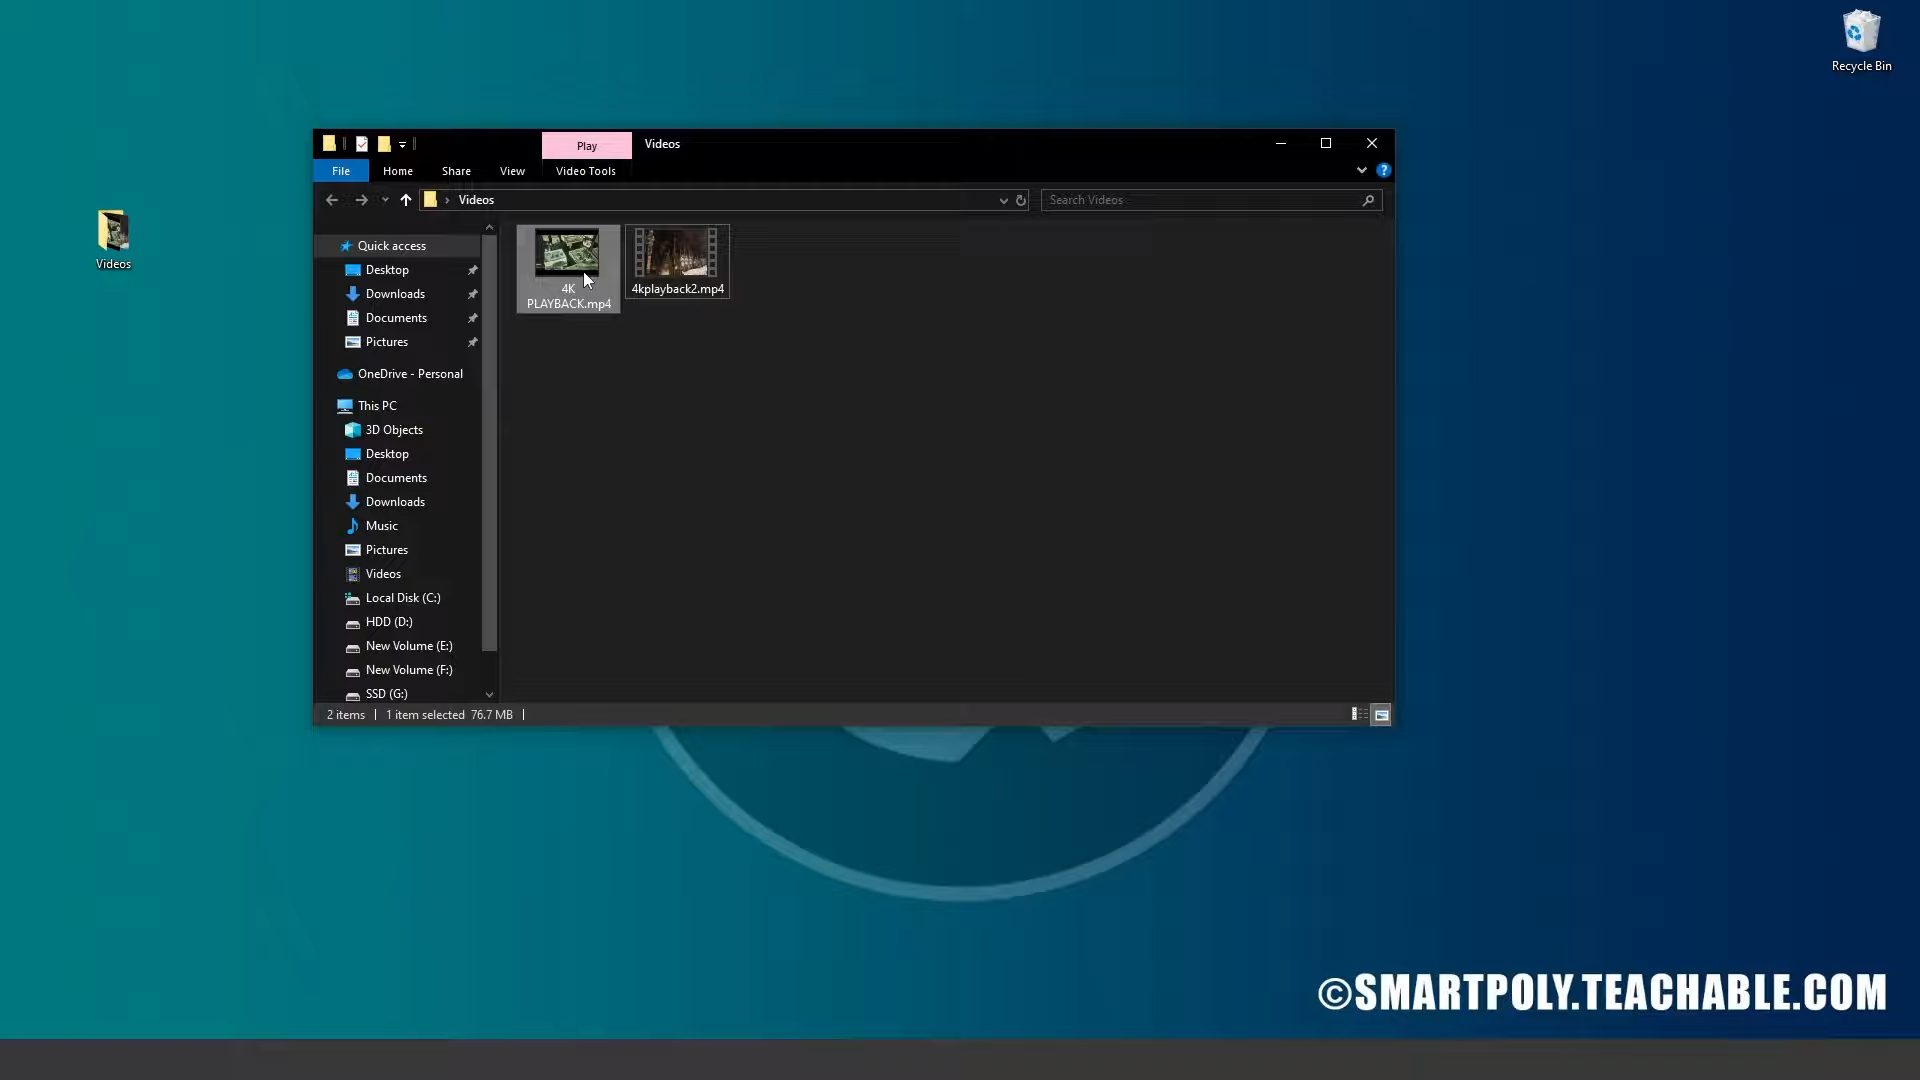 Recycle Bin
Videos
Play
Videos
File
Home
Share
View
Video Tools
Videos
Search Videos
Quick access
Desktop
Downloads
Documents
Pictures
OneDrive - Personal
This PC
3D Objects
Desktop
Documents
Downloads
Music
Pictures
Videos
Local Disk (C:)
HDD (D:)
New Volume (E:)
New Volume (F:)
SSD (G:)
4K
PLAYBACK.mp4
4kplayback2.mp4
2 items
1 item selected 76.7 MB
©SMARTPOLY.TEACHABLE.COM